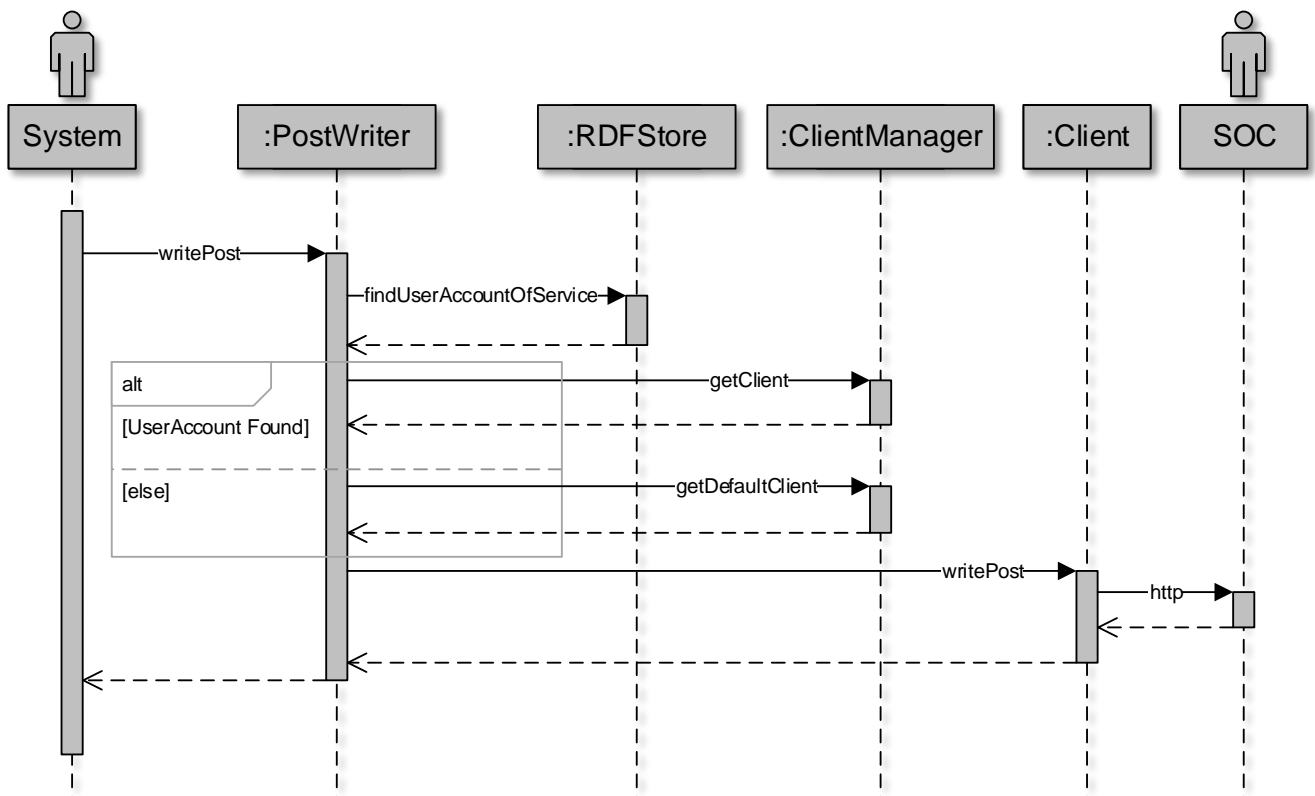 System
:PostWriter
:RDFStore
:ClientManager
:Client
SOC
writePost
findUserAccountOfService
alt
getClient
[UserAccount Found]
[else]
getDefaultClient
writePost
http